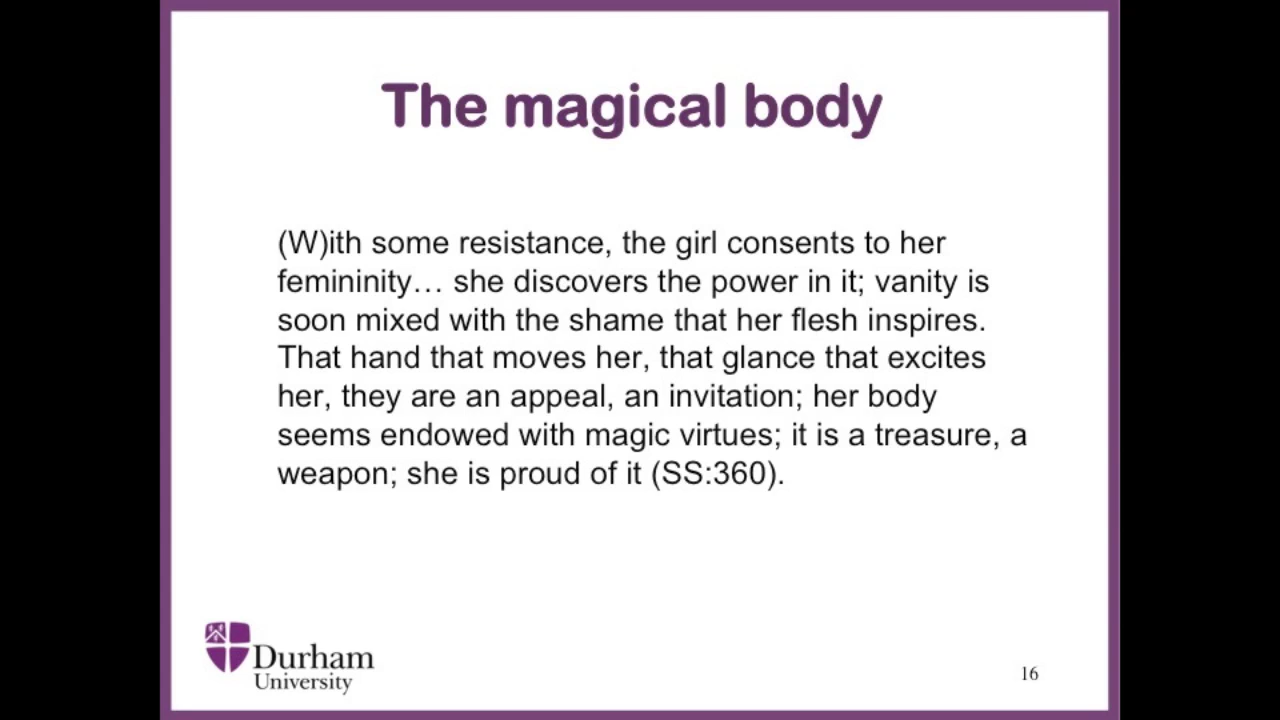 The magical body
(W)ith some resistance, the girl consents to her
femininity… she discovers the power in it; vanity is
soon mixed with the shame that her flesh inspires.
That hand that moves her, that glance that excites
her, they are an appeal, an invitation; her body
seems endowed with magic virtues; it is a treasure, a
weapon; she is proud of it (SS:360).
Durham
University
16